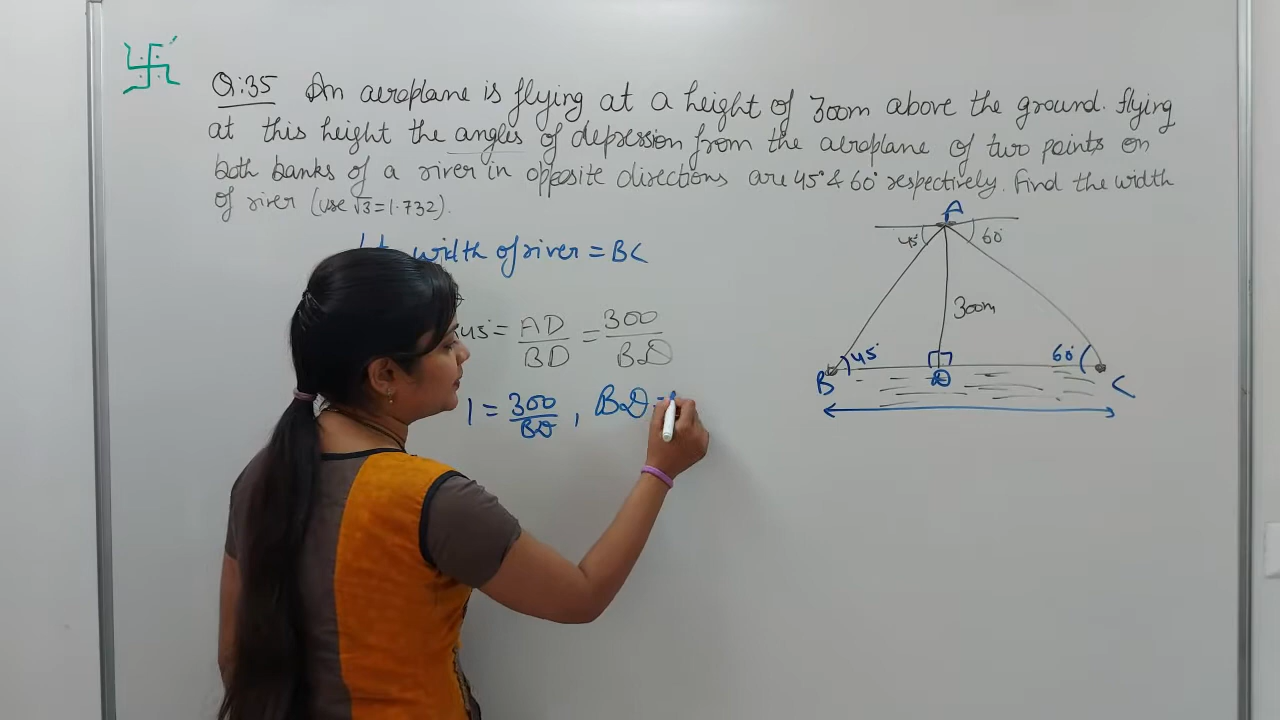 Q:35 An aeroplane is flying at a height of 300m above the ground. flying
at this height the angles of depression from the aeroplane of two points on
both banks of a river in opposite directions are 45° & 60° respectively. Find the width
of river (use √3=1.732).
width of river = BC
45° = AD/BD = 300/BD
1 = 300/BD , BD =
A
45° 60°
300m
45° 60°
B D C